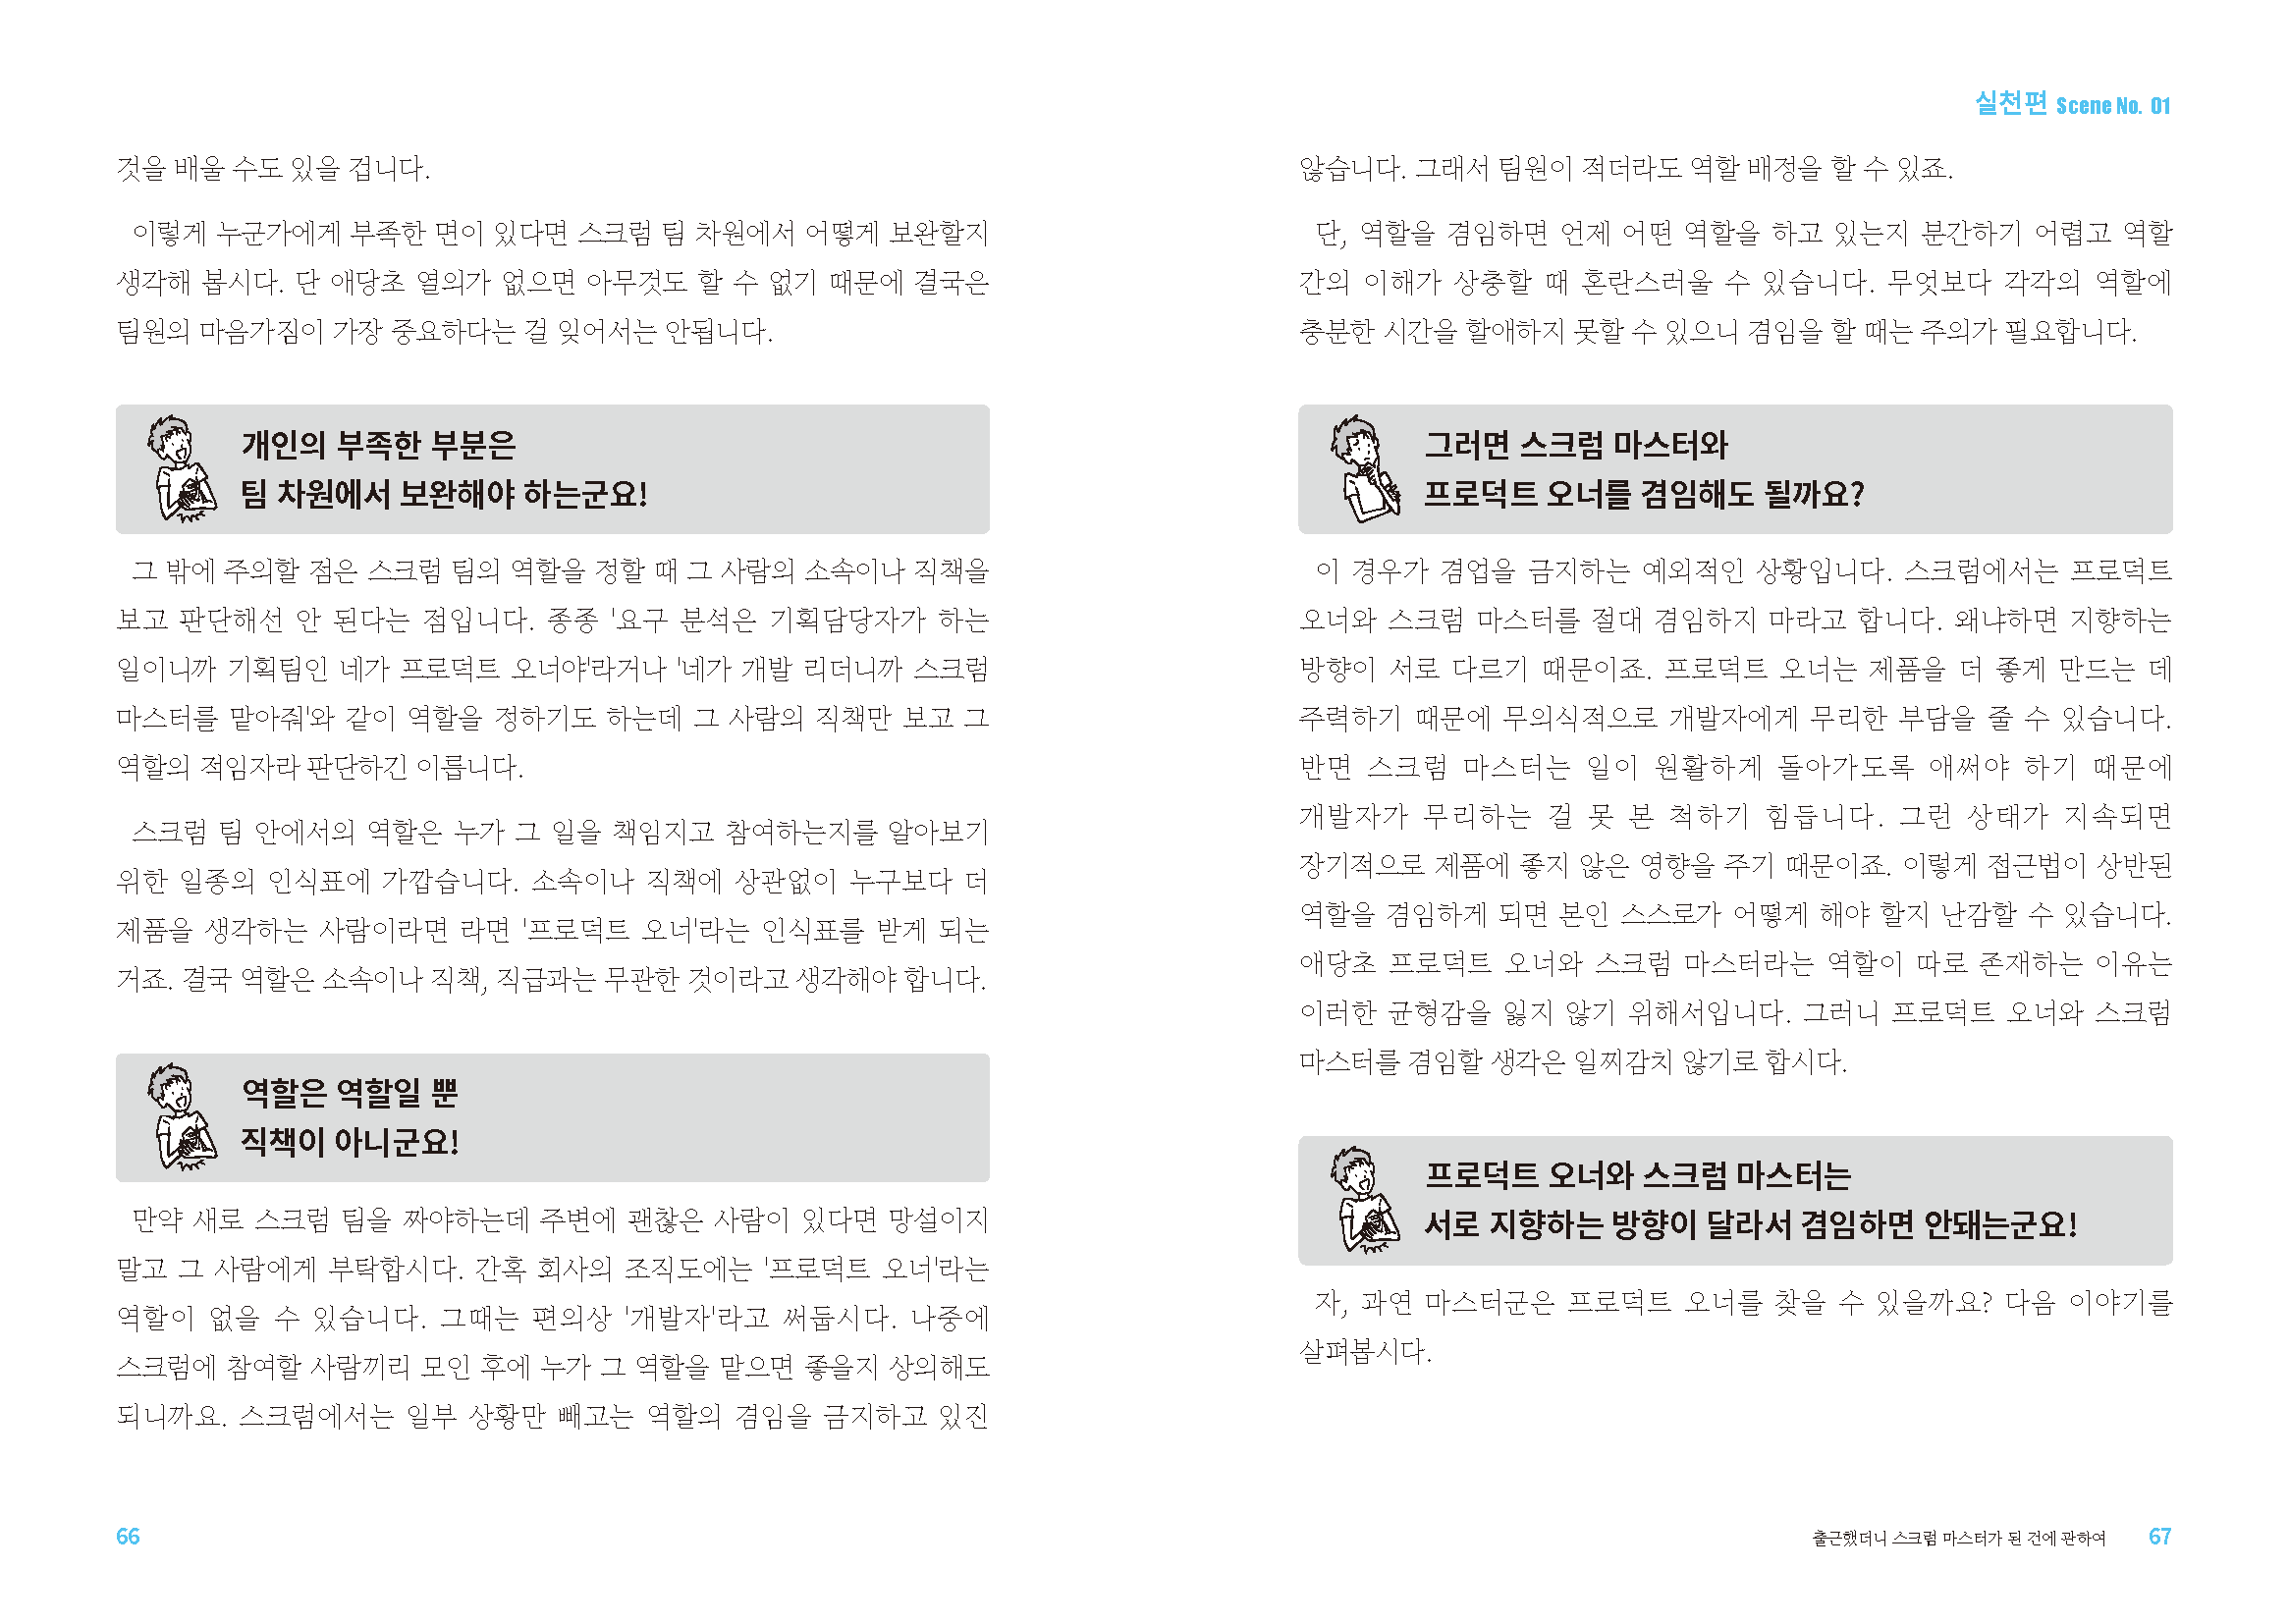 것을 배울 수도 있을 겁니다.
이렇게 누군가에게 부족한 면이 있다면 스크럼 팀 차원에서 어떻게 보완할지
생각해 봅시다. 단 애당초 열의가 없으면 아무것도 할 수 없기 때문에 결국은
팀원의 마음가짐이 가장 중요하다는 걸 잊어서는 안됩니다.
개인의 부족한 부분은
팀 차원에서 보완해야 하는군요!
그 밖에 주의할 점은 스크럼 팀의 역할을 정할 때 그 사람의 소속이나 직책을
보고 판단해선 안 된다는 점입니다. 종종 '요구 분석은 기획담당자가 하는
일이니까 기획팀인 네가 프로덕트 오너야'라거나 '네가 개발 리더니까 스크럼
마스터를 맡아줘'와 같이 역할을 정하기도 하는데 그 사람의 직책만 보고 그
역할의 적임자라 판단하긴 이릅니다.
스크럼 팀 안에서의 역할은 누가 그 일을 책임지고 참여하는지를 알아보기
위한 일종의 인식표에 가깝습니다. 소속이나 직책에 상관없이 누구보다 더
제품을 생각하는 사람이라면 라면 '프로덕트 오너'라는 인식표를 받게 되는
거죠. 결국 역할은 소속이나 직책, 직급과는 무관한 것이라고 생각해야 합니다.
역할은 역할일 뿐
직책이 아니군요!
만약 새로 스크럼 팀을 짜야하는데 주변에 괜찮은 사람이 있다면 망설이지
말고 그 사람에게 부탁합시다. 간혹 회사의 조직도에는 '프로덕트 오너'라는
역할이 없을 수 있습니다. 그때는 편의상 '개발자'라고 써둡시다. 나중에
스크럼에 참여할 사람끼리 모인 후에 누가 그 역할을 맡으면 좋을지 상의해도
되니까요. 스크럼에서는 일부 상황만 빼고는 역할의 겸임을 금지하고 있진
66
실천편 Scene No. 01
않습니다. 그래서 팀원이 적더라도 역할 배정을 할 수 있죠.
단, 역할을 겸임하면 언제 어떤 역할을 하고 있는지 분간하기 어렵고 역할
간의 이해가 상충할 때 혼란스러울 수 있습니다. 무엇보다 각각의 역할에
충분한 시간을 할애하지 못할 수 있으니 겸임을 할 때는 주의가 필요합니다.
그러면 스크럼 마스터와
프로덕트 오너를 겸임해도 될까요?
이 경우가 겸업을 금지하는 예외적인 상황입니다. 스크럼에서는 프로덕트
오너와 스크럼 마스터를 절대 겸임하지 마라고 합니다. 왜냐하면 지향하는
방향이 서로 다르기 때문이죠. 프로덕트 오너는 제품을 더 좋게 만드는 데
주력하기 때문에 무의식적으로 개발자에게 무리한 부담을 줄 수 있습니다.
반면 스크럼 마스터는 일이 원활하게 돌아가도록 애써야 하기 때문에
개발자가 무리하는 걸 못 본 척하기 힘듭니다. 그런 상태가 지속되면
장기적으로 제품에 좋지 않은 영향을 주기 때문이죠. 이렇게 접근법이 상반된
역할을 겸임하게 되면 본인 스스로가 어떻게 해야 할지 난감할 수 있습니다.
애당초 프로덕트 오너와 스크럼 마스터라는 역할이 따로 존재하는 이유는
이러한 균형감을 잃지 않기 위해서입니다. 그러니 프로덕트 오너와 스크럼
마스터를 겸임할 생각은 일찌감치 않기로 합시다.
프로덕트 오너와 스크럼 마스터는
서로 지향하는 방향이 달라서 겸임하면 안돼는군요!
자, 과연 마스터군은 프로덕트 오너를 찾을 수 있을까요? 다음 이야기를
살펴봅시다.
출근했더니 스크럼 마스터가 된 건에 관하여 67